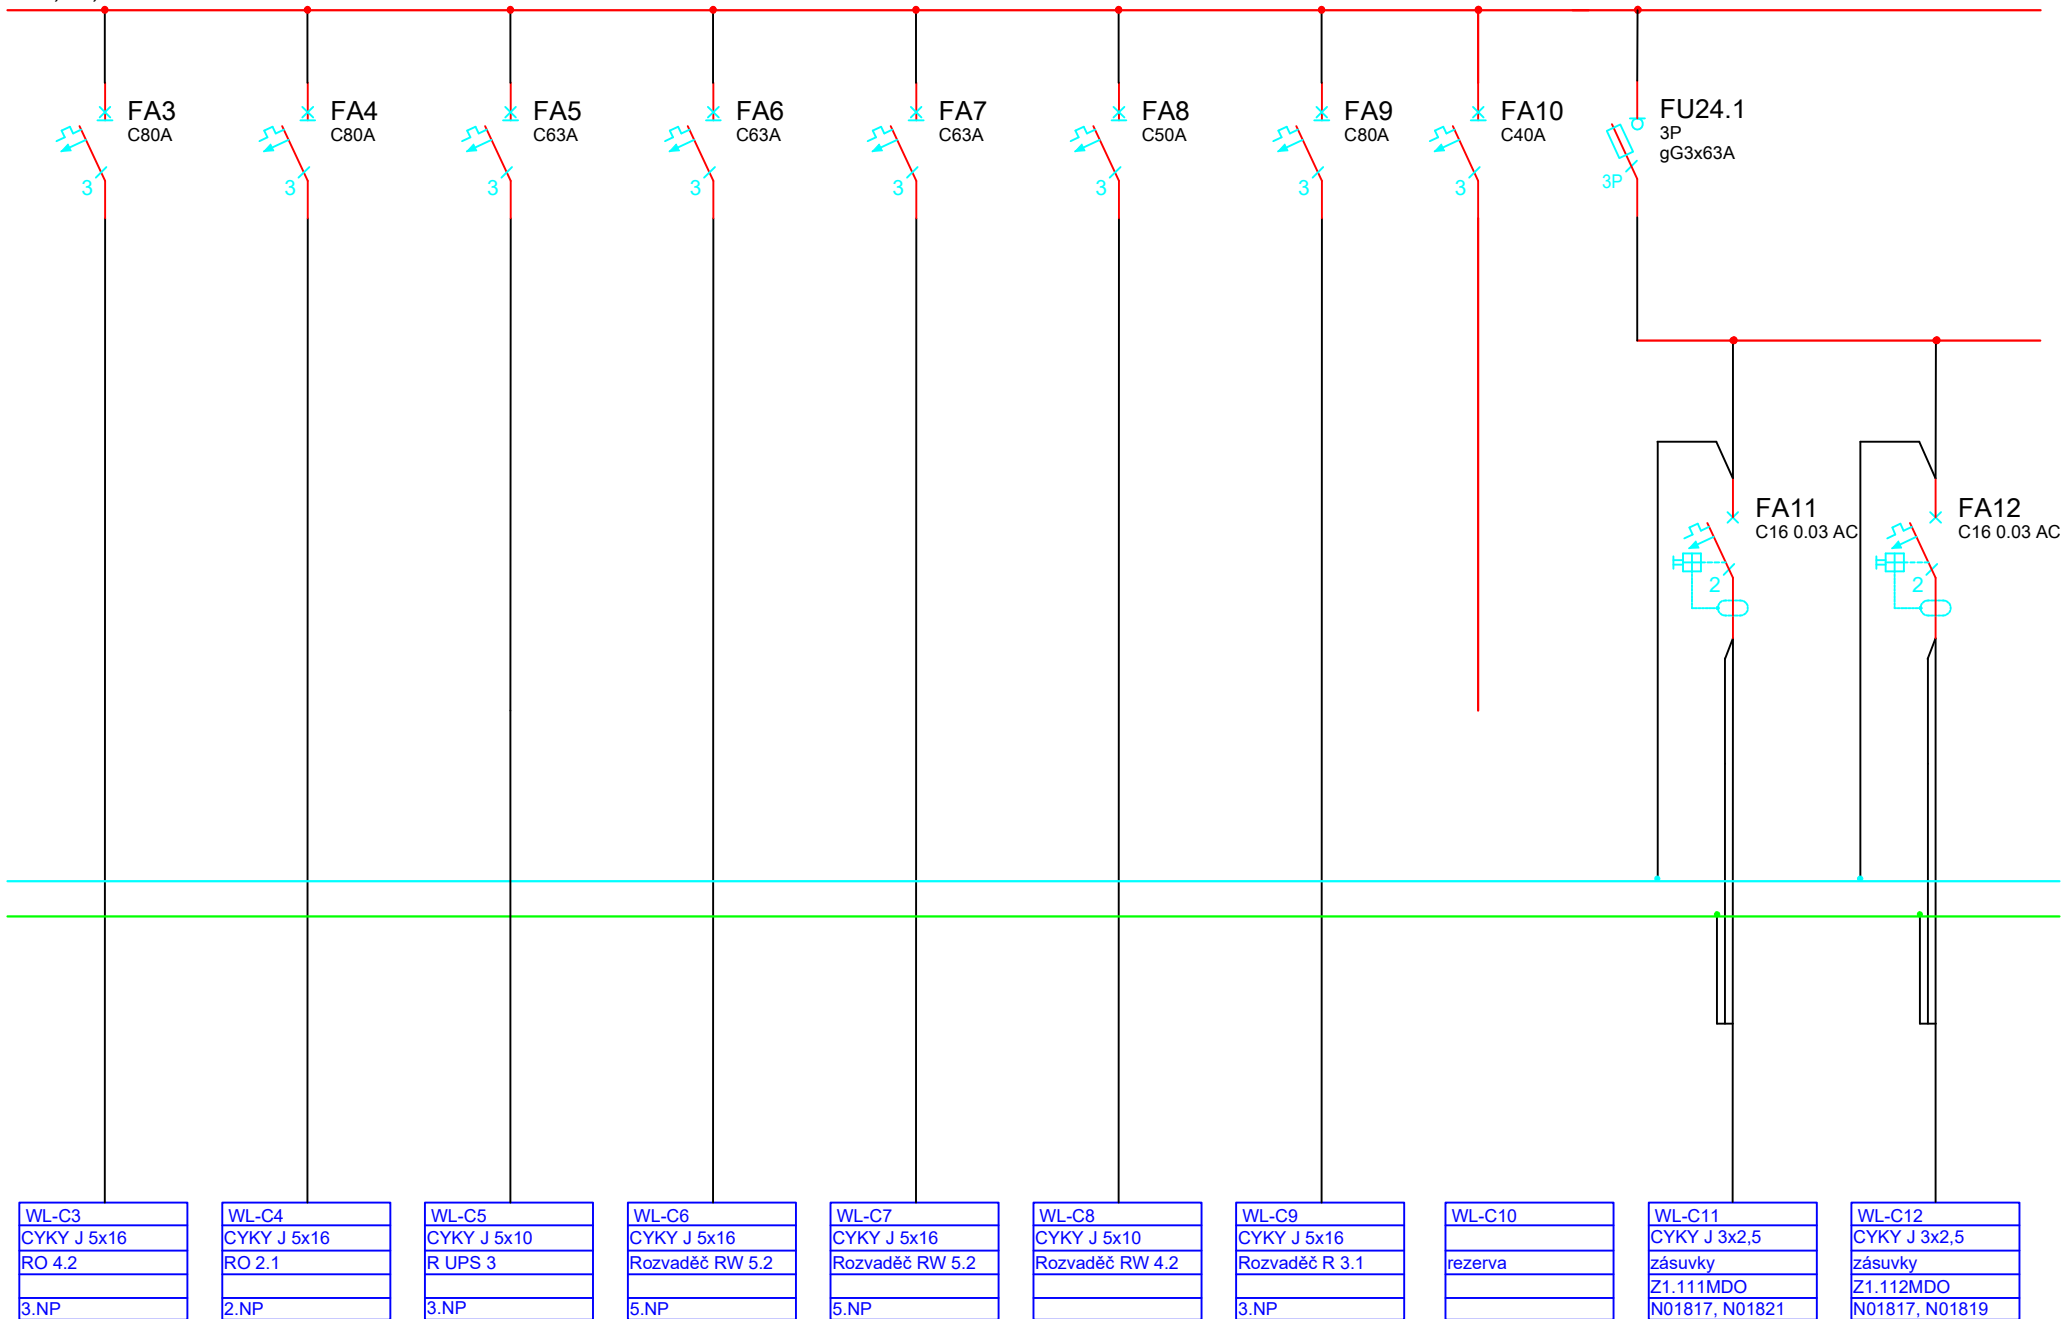 FA3
C80A
3
FA4
C80A
3
FA5
C63A
3
FA6
C63A
3
FA7
C63A
3
FA8
C50A
3
FA9
C80A
3
FA10
C40A
3
FU24.1
3P
gG3x63A
3P
FA11
C16 0.03 AC
2
FA12
C16 0.03 AC
2
WL-C3
CYKY J 5x16
RO 4.2
3.NP
WL-C4
CYKY J 5x16
RO 2.1
2.NP
WL-C5
CYKY J 5x10
R UPS 3
3.NP
WL-C6
CYKY J 5x16
Rozvaděč RW 5.2
5.NP
WL-C7
CYKY J 5x16
Rozvaděč RW 5.2
5.NP
WL-C8
CYKY J 5x10
Rozvaděč RW 4.2
WL-C9
CYKY J 5x16
Rozvaděč R 3.1
3.NP
WL-C10
rezerva
WL-C11
CYKY J 3x2,5
zásuvky
Z1.111MDO
N01817, N01821
WL-C12
CYKY J 3x2,5
zásuvky
Z1.112MDO
N01817, N01819